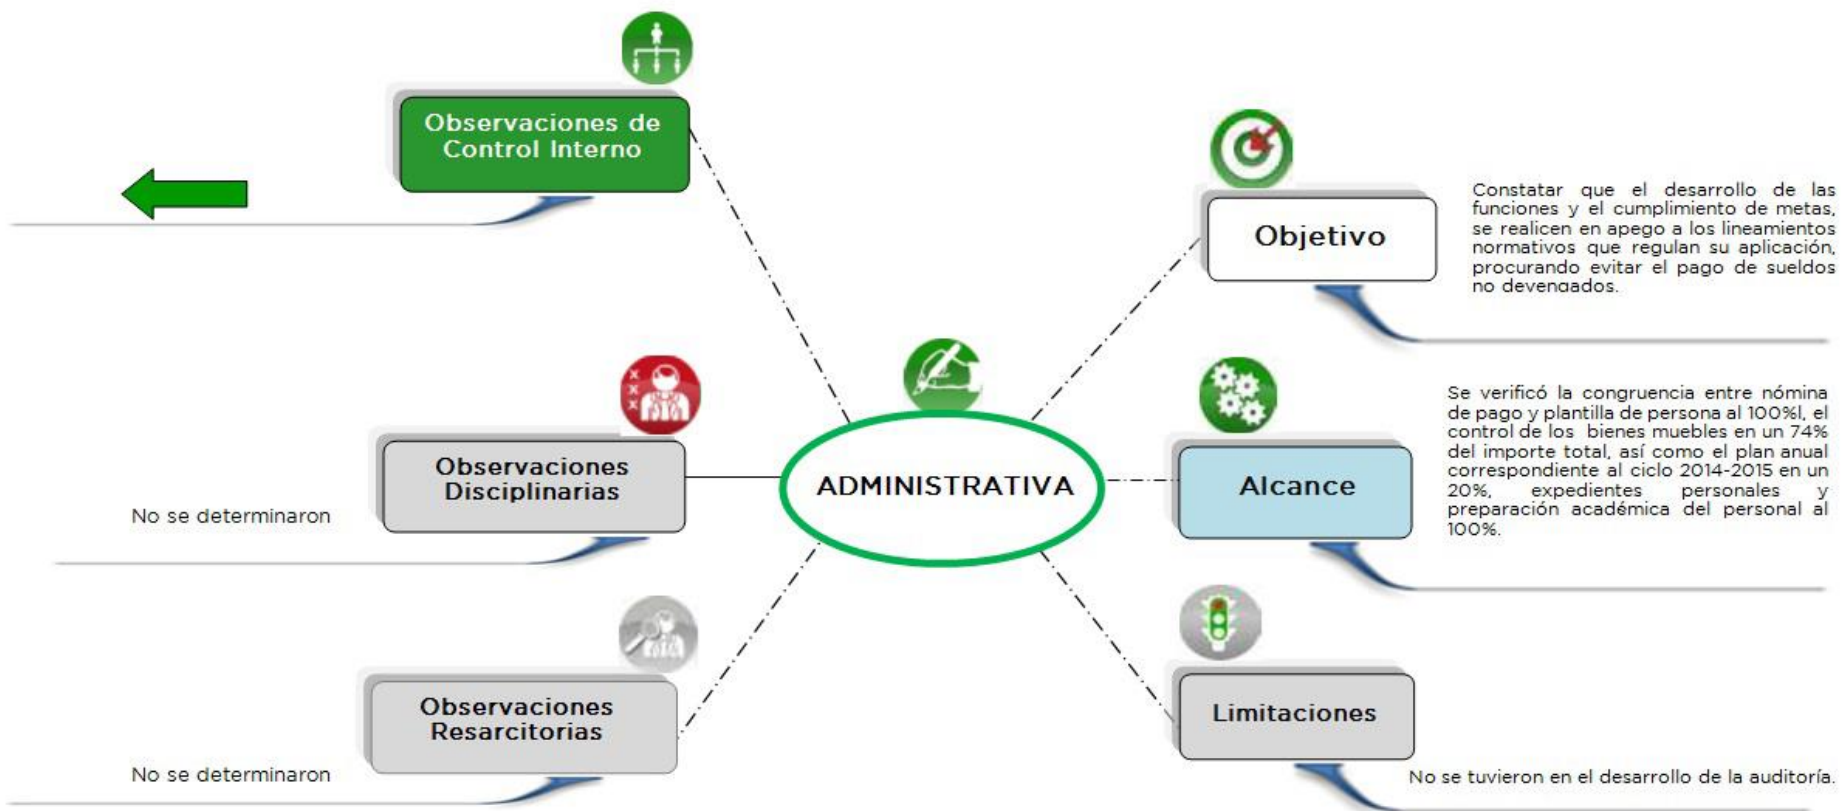 Observaciones de
Control Interno
Objetivo
Constatar que el desarrollo de las
funciones y el cumplimiento de metas,
se realicen en apego a los lineamientos
normativos que regulan su aplicación,
procurando evitar el pago de sueldos
no devengados.
Observaciones
Disciplinarias
No se determinaron
ADMINISTRATIVA
Alcance
Se verificó la congruencia entre nómina
de pago y plantilla de persona al 100%l, el
control de los bienes muebles en un 74%
del importe total, así como el plan anual
correspondiente al ciclo 2014-2015 en un
20%, expedientes personales y
preparación académica del personal al
100%.
Observaciones
Resarcitorias
No se determinaron
Limitaciones
No se tuvieron en el desarrollo de la auditoría.